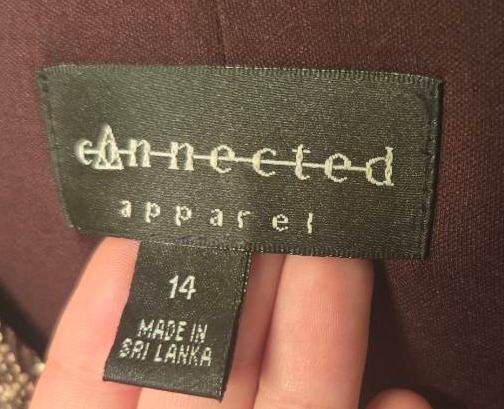 connected
apparel
14
MADE IN
SRI LANKA